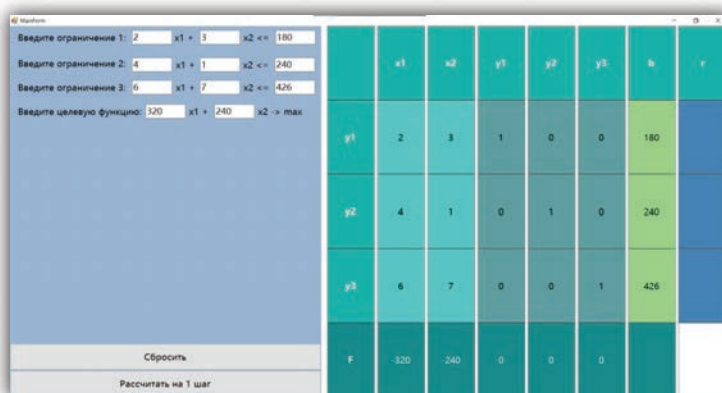 MainForm
Введите ограничение 1: 2 x1 + 3 x2 <= 180
Введите ограничение 2: 4 x1 + 1 x2 <= 240
Введите ограничение 3: 6 x1 + 7 x2 <= 426
Введите целевую функцию: 320 x1 + 240 x2 -> max
Сбросить
Рассчитать на 1 шаг
x1 x2 y1 y2 y3 b r
y1 2 3 1 0 0 180
y2 4 1 0 1 0 240
y3 6 7 0 0 1 426
F -320 -240 0 0 0